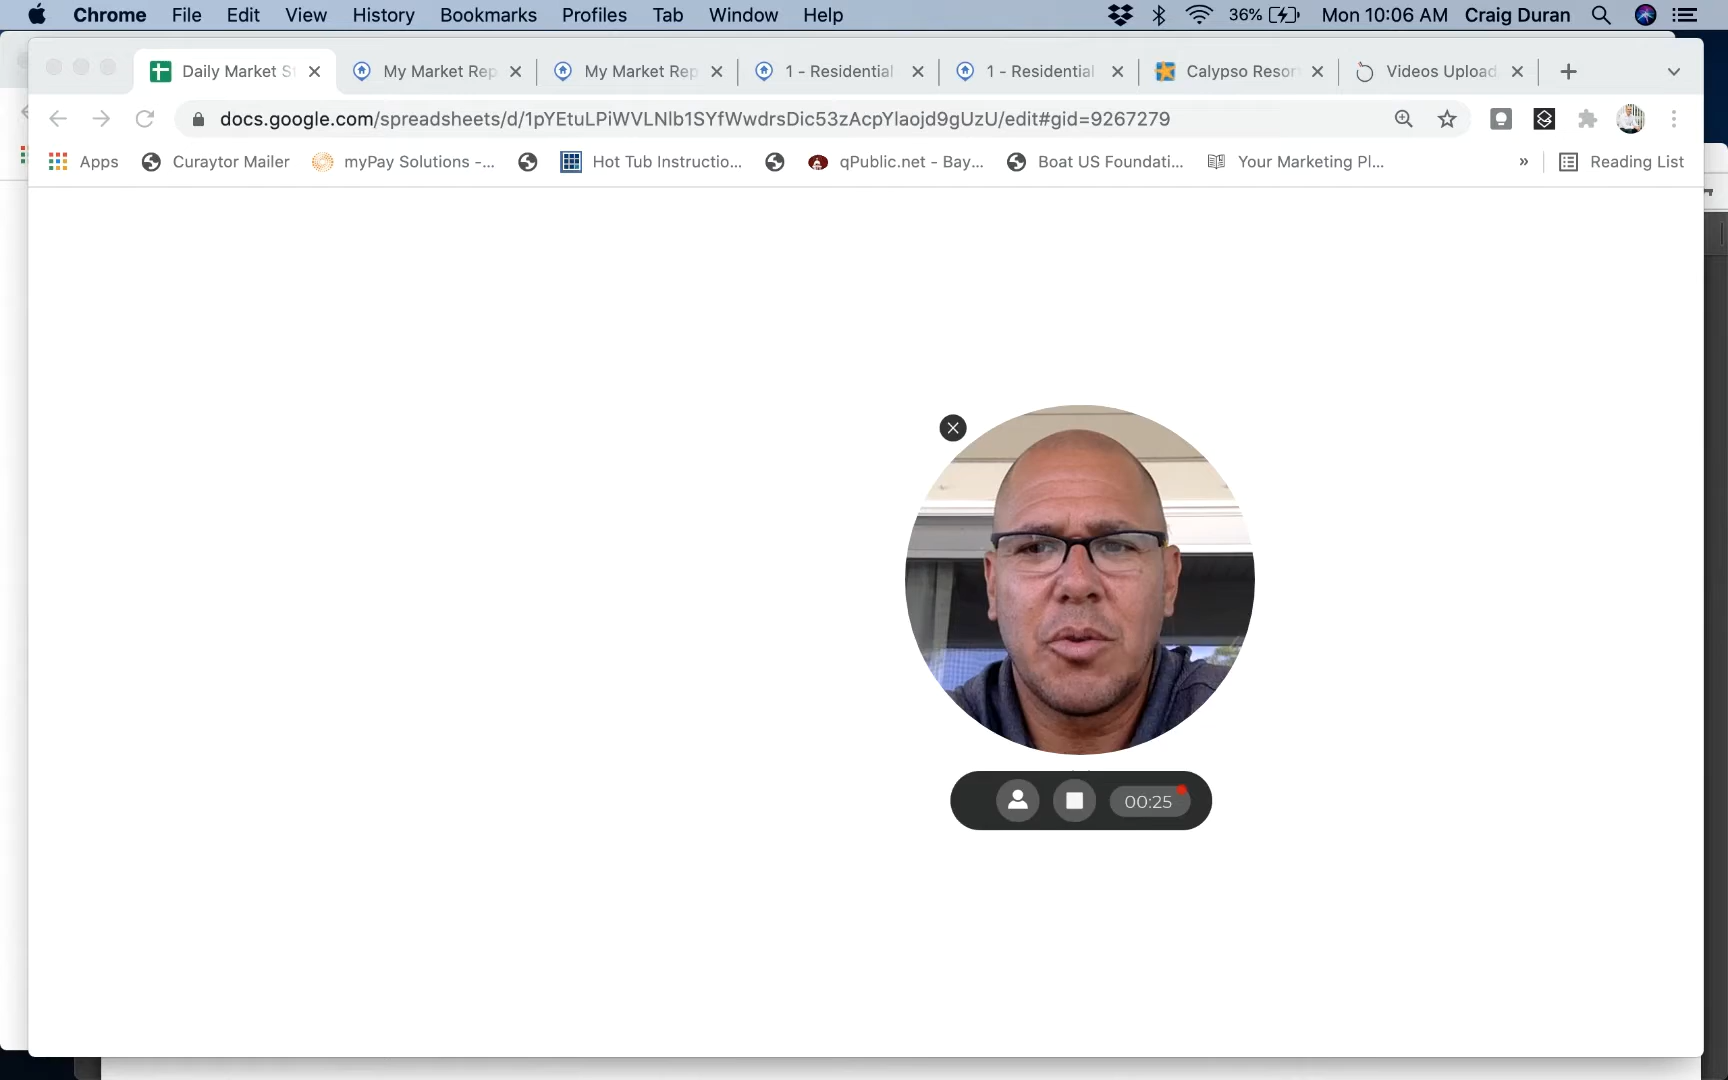 Chrome File Edit View History Bookmarks Profiles Tab Window Help 36% Mon 10:06 AM Craig Duran
Daily Market St My Market Rep My Market Rep 1 - Residential 1 - Residential Calypso Resor Videos Upload
docs.google.com/spreadsheets/d/1pYEtuLPiWVLNlb1SYfWwdrsDic53zAcpYlaojd9gUzU/edit#gid=9267279
Apps Curaytor Mailer myPay Solutions -... Hot Tub Instructio... qPublic.net - Bay... Boat US Foundati... Your Marketing Pl... » Reading List
00:25